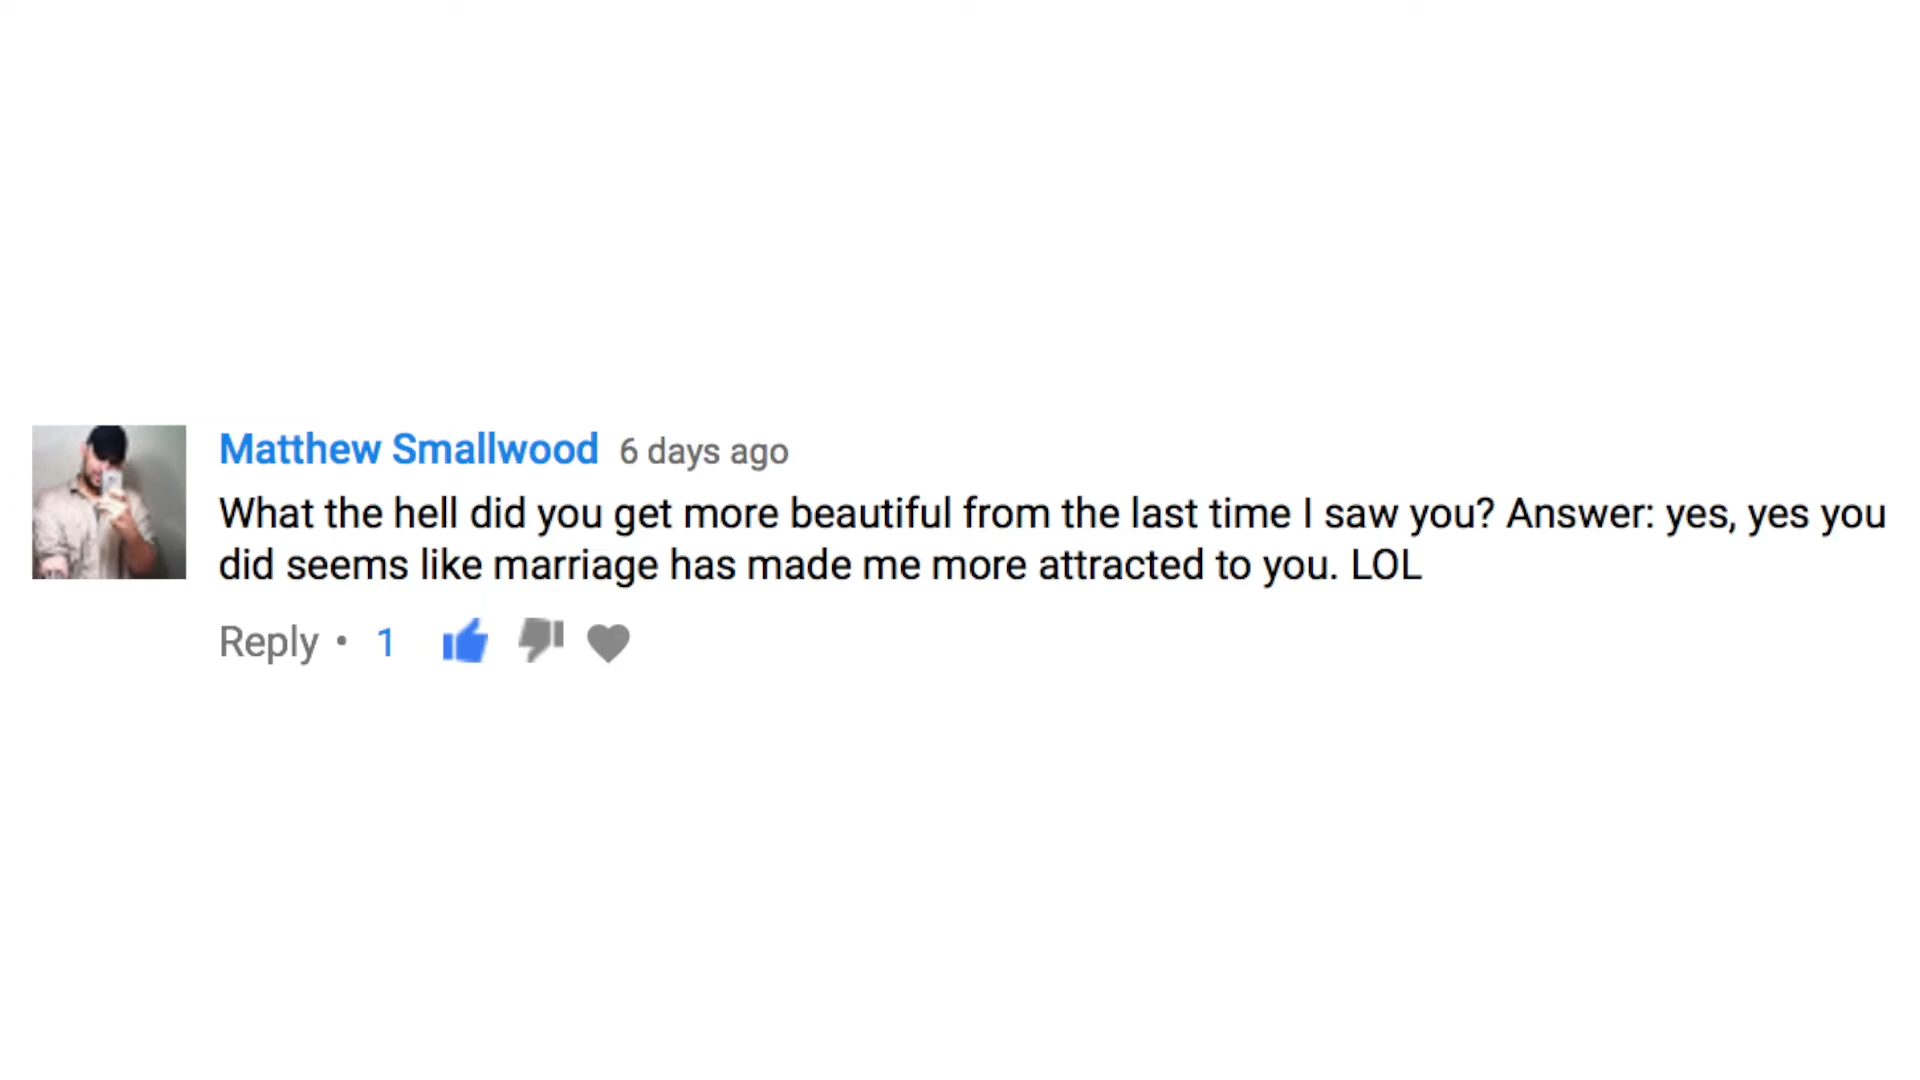 Matthew Smallwood 6 days ago
What the hell did you get more beautiful from the last time I saw you? Answer: yes, yes you
did seems like marriage has made me more attracted to you. LOL
Reply • 1